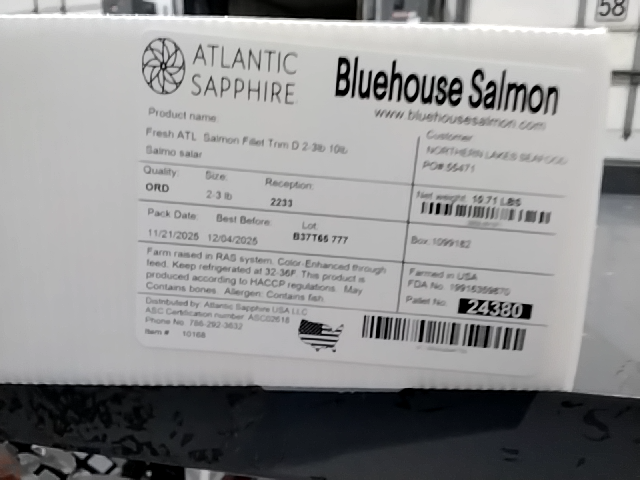 58
ATLANTIC
SAPPHIRE
Bluehouse Salmon
www.bluehousesalmon.com
Product name:
Fresh ATL Salmon Fillet Trim D 2-3lb 10lb
Salmo salar
Customer
NORTHERN LAKES SEAFOOD
PO# 55471
Quality: Size: Reception:
ORD 2-3 lb 2233
Net weight: 10.71 LBS
Pack Date: Best Before: Lot:
11/21/2025 12/04/2025 B37T65 777
Box: 1099182
Farm raised in RAS system. Color-Enhanced through
feed. Keep refrigerated at 32-36F. This product is
produced according to HACCP regulations. May
Contains bones. Allergen: Contains fish.
Farmed in USA
FDA No.
Pallet No. 24380
Distributed by: Atlantic Sapphire USA LLC
ASC Certification number: ASC02618
Phone No. 786-292-3632
Item # 10168